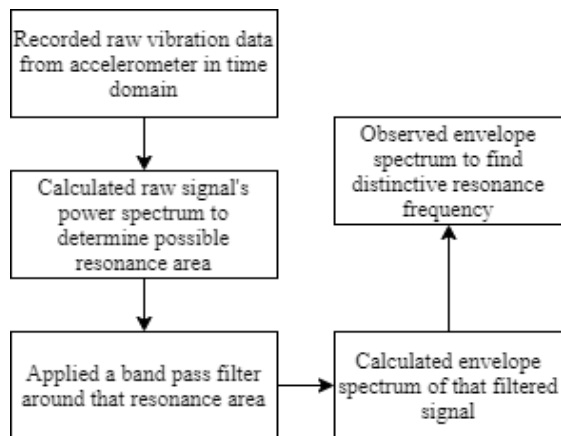 Recorded raw vibration data
from accelerometer in time
domain
Calculated raw signal's
power spectrum to
determine possible
resonance area
Applied a band pass filter
around that resonance area
Calculated envelope
spectrum of that filtered
signal
Observed envelope
spectrum to find
distinctive resonance
frequency